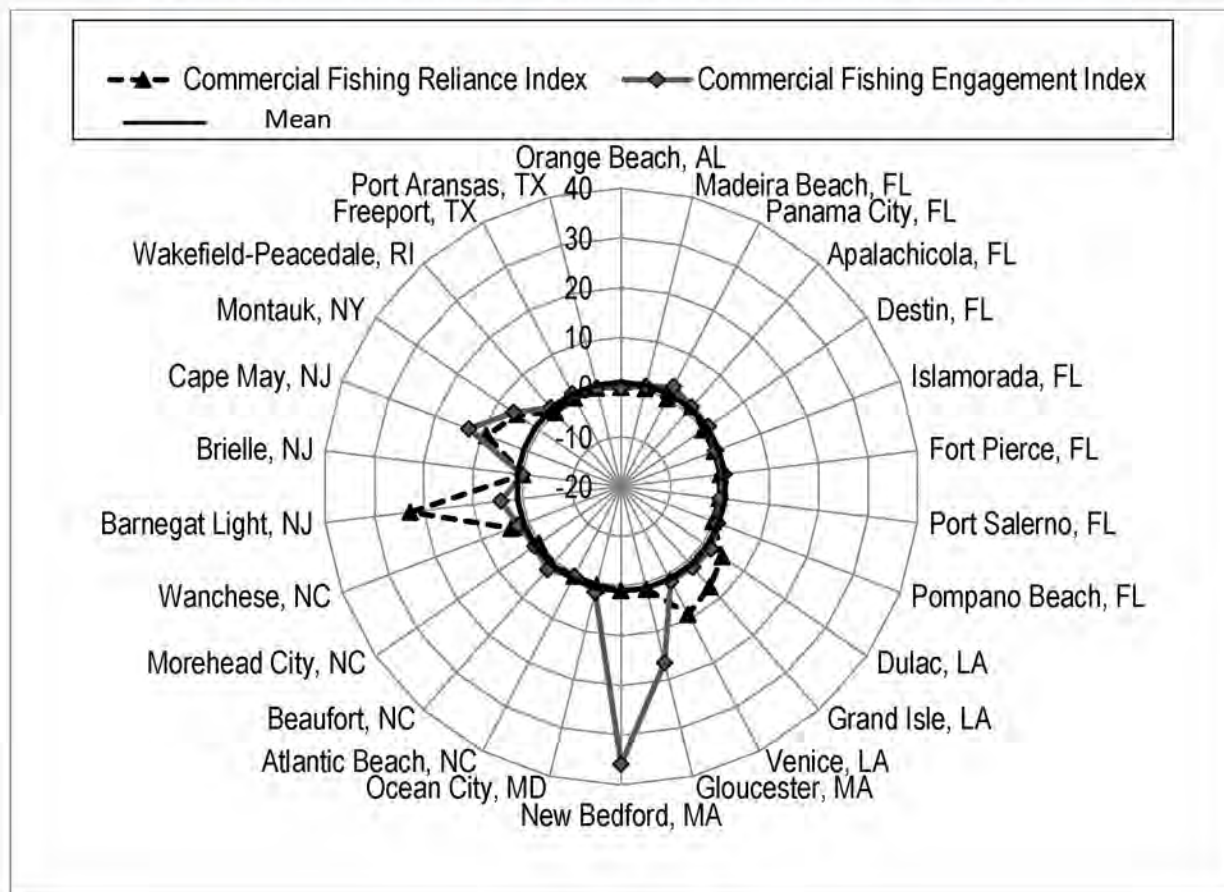 Commercial Fishing Reliance Index Commercial Fishing Engagement Index
Mean
Orange Beach, AL
Madeira Beach, FL
Panama City, FL
Apalachicola, FL
Destin, FL
Islamorada, FL
Fort Pierce, FL
Port Salerno, FL
Pompano Beach, FL
Dulac, LA
Grand Isle, LA
Venice, LA
Gloucester, MA
New Bedford, MA
Ocean City, MD
Atlantic Beach, NC
Beaufort, NC
Morehead City, NC
Wanchese, NC
Barnegat Light, NJ
Brielle, NJ
Cape May, NJ
Montauk, NY
Wakefield-Peacedale, RI
Freeport, TX
Port Aransas, TX
40
30
20
10
0
-10
-20